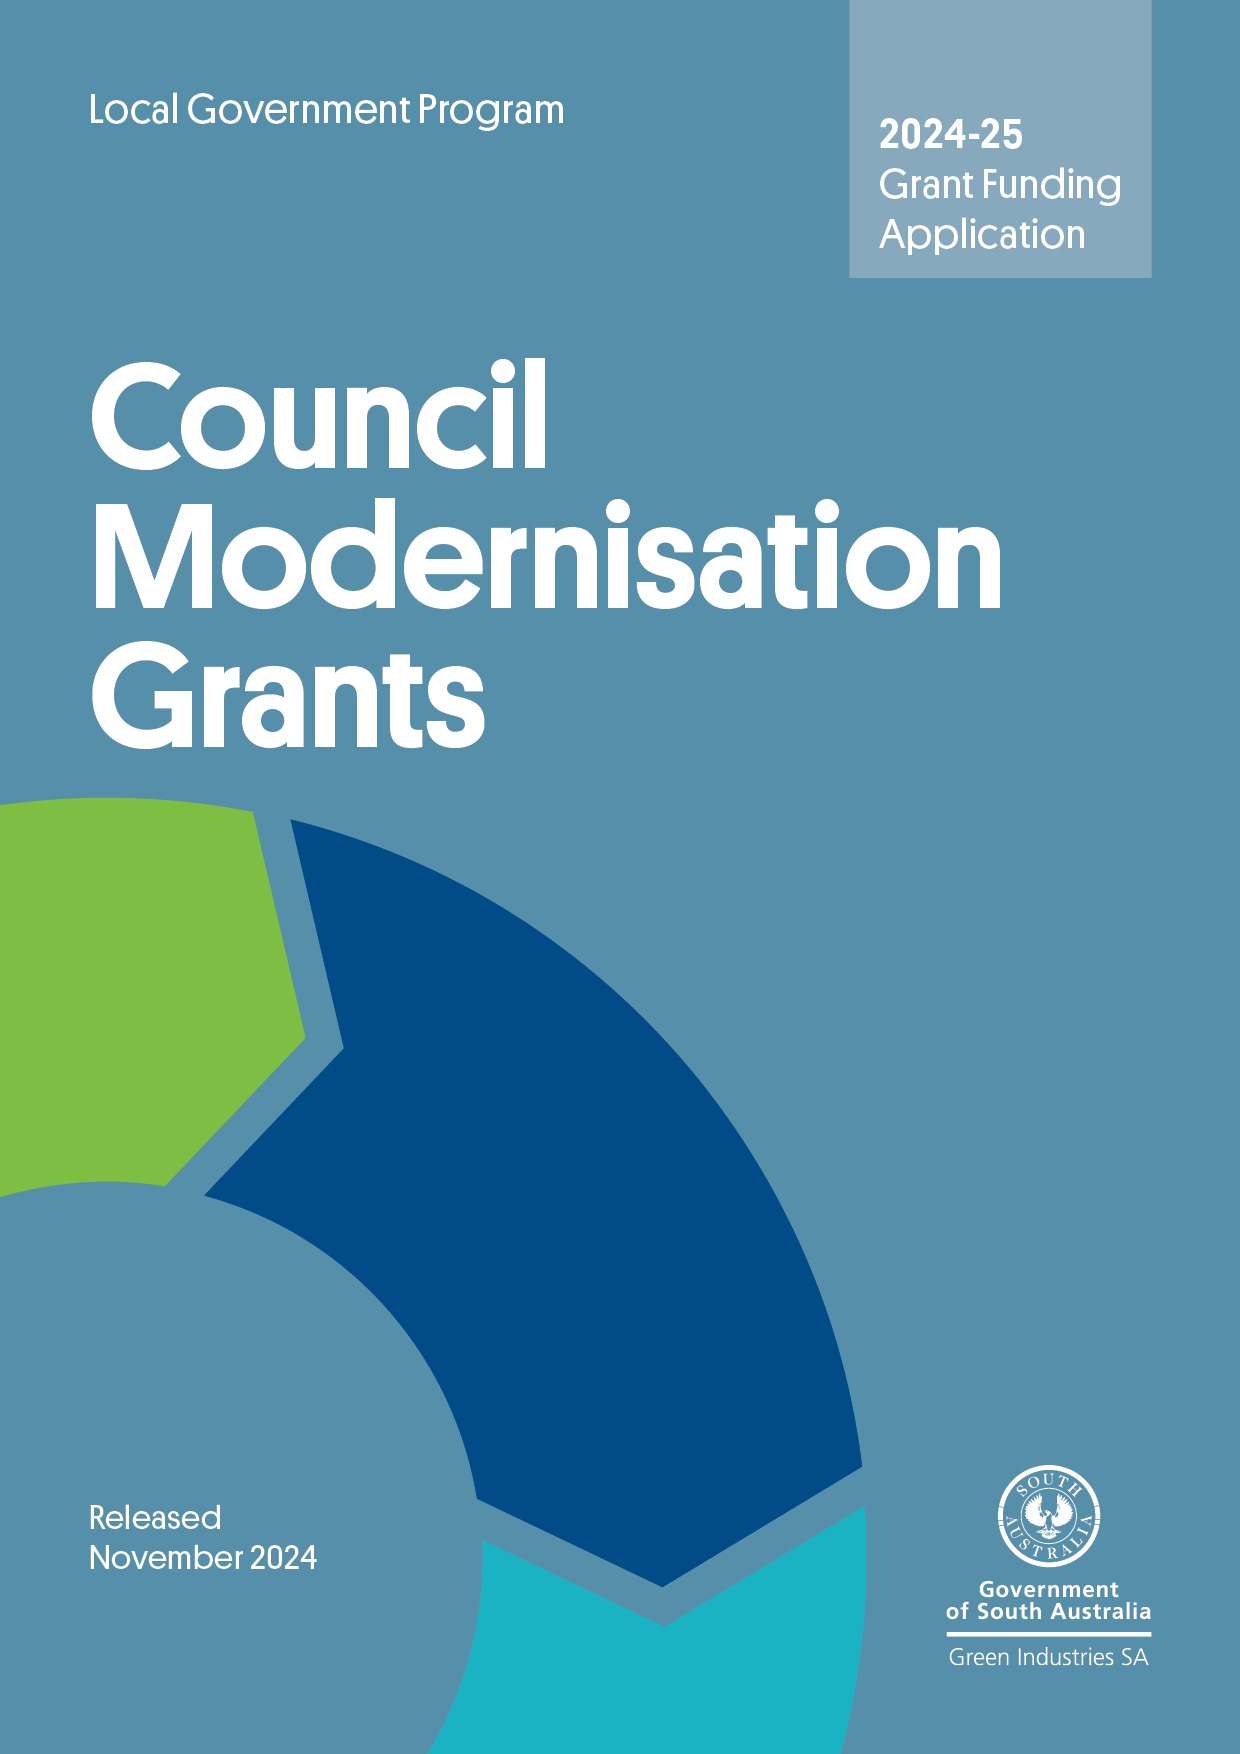 Local Government Program
2024-25
Grant Funding
Application
Council
Modernisation
Grants
Released
November 2024
SOUTH
AUSTRALIA
Government
of South Australia
Green Industries SA